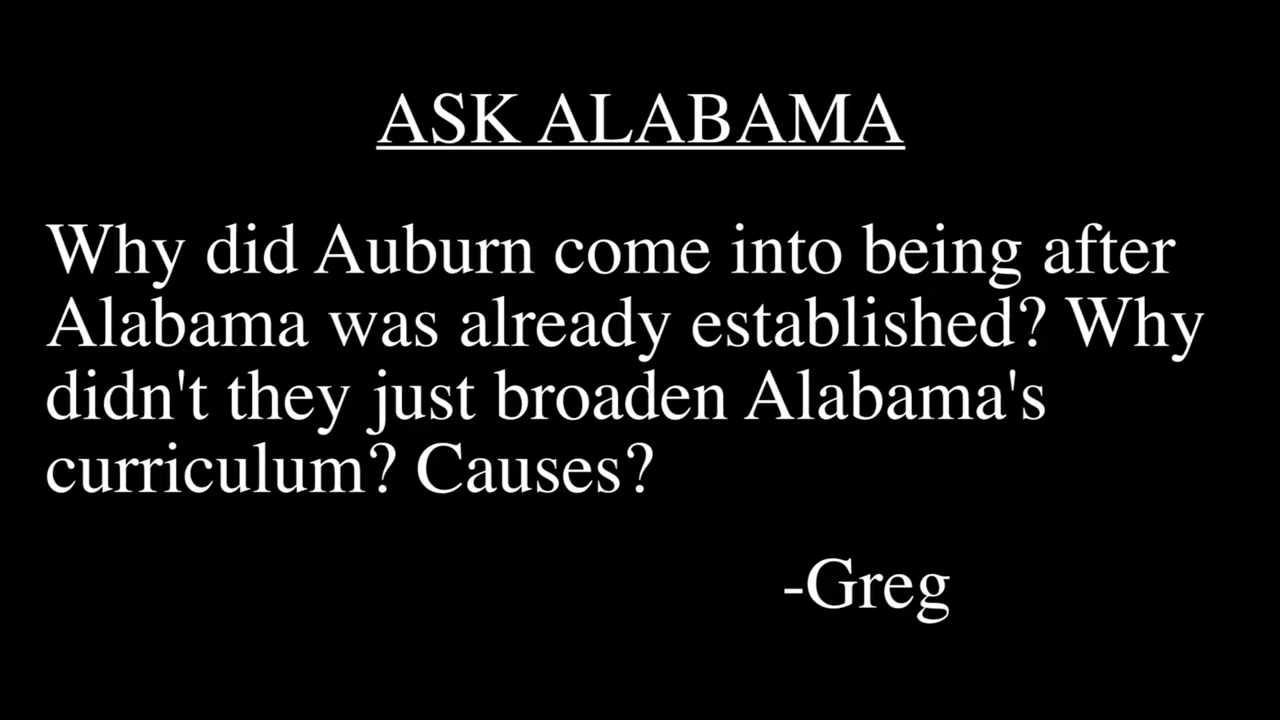 ASK ALABAMA
Why did Auburn come into being after
Alabama was already established? Why
didn't they just broaden Alabama's
curriculum? Causes?
-Greg